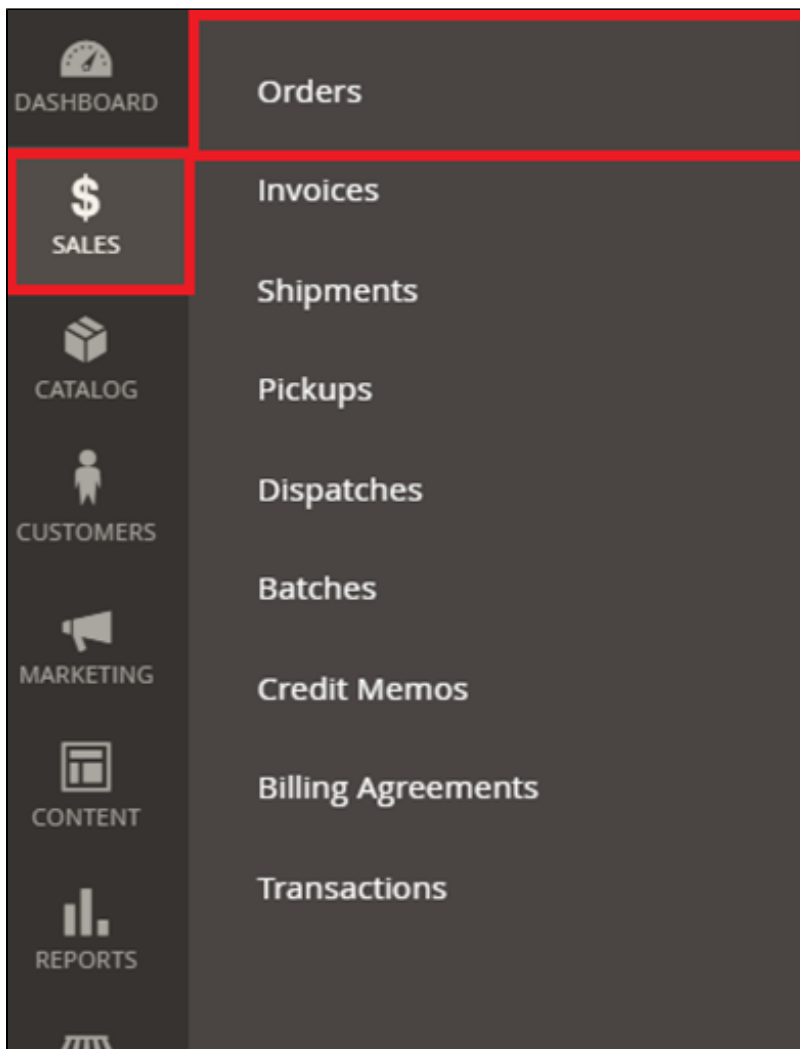 DASHBOARD
SALES
CATALOG
CUSTOMERS
MARKETING
CONTENT
REPORTS
Orders
Invoices
Shipments
Pickups
Dispatches
Batches
Credit Memos
Billing Agreements
Transactions